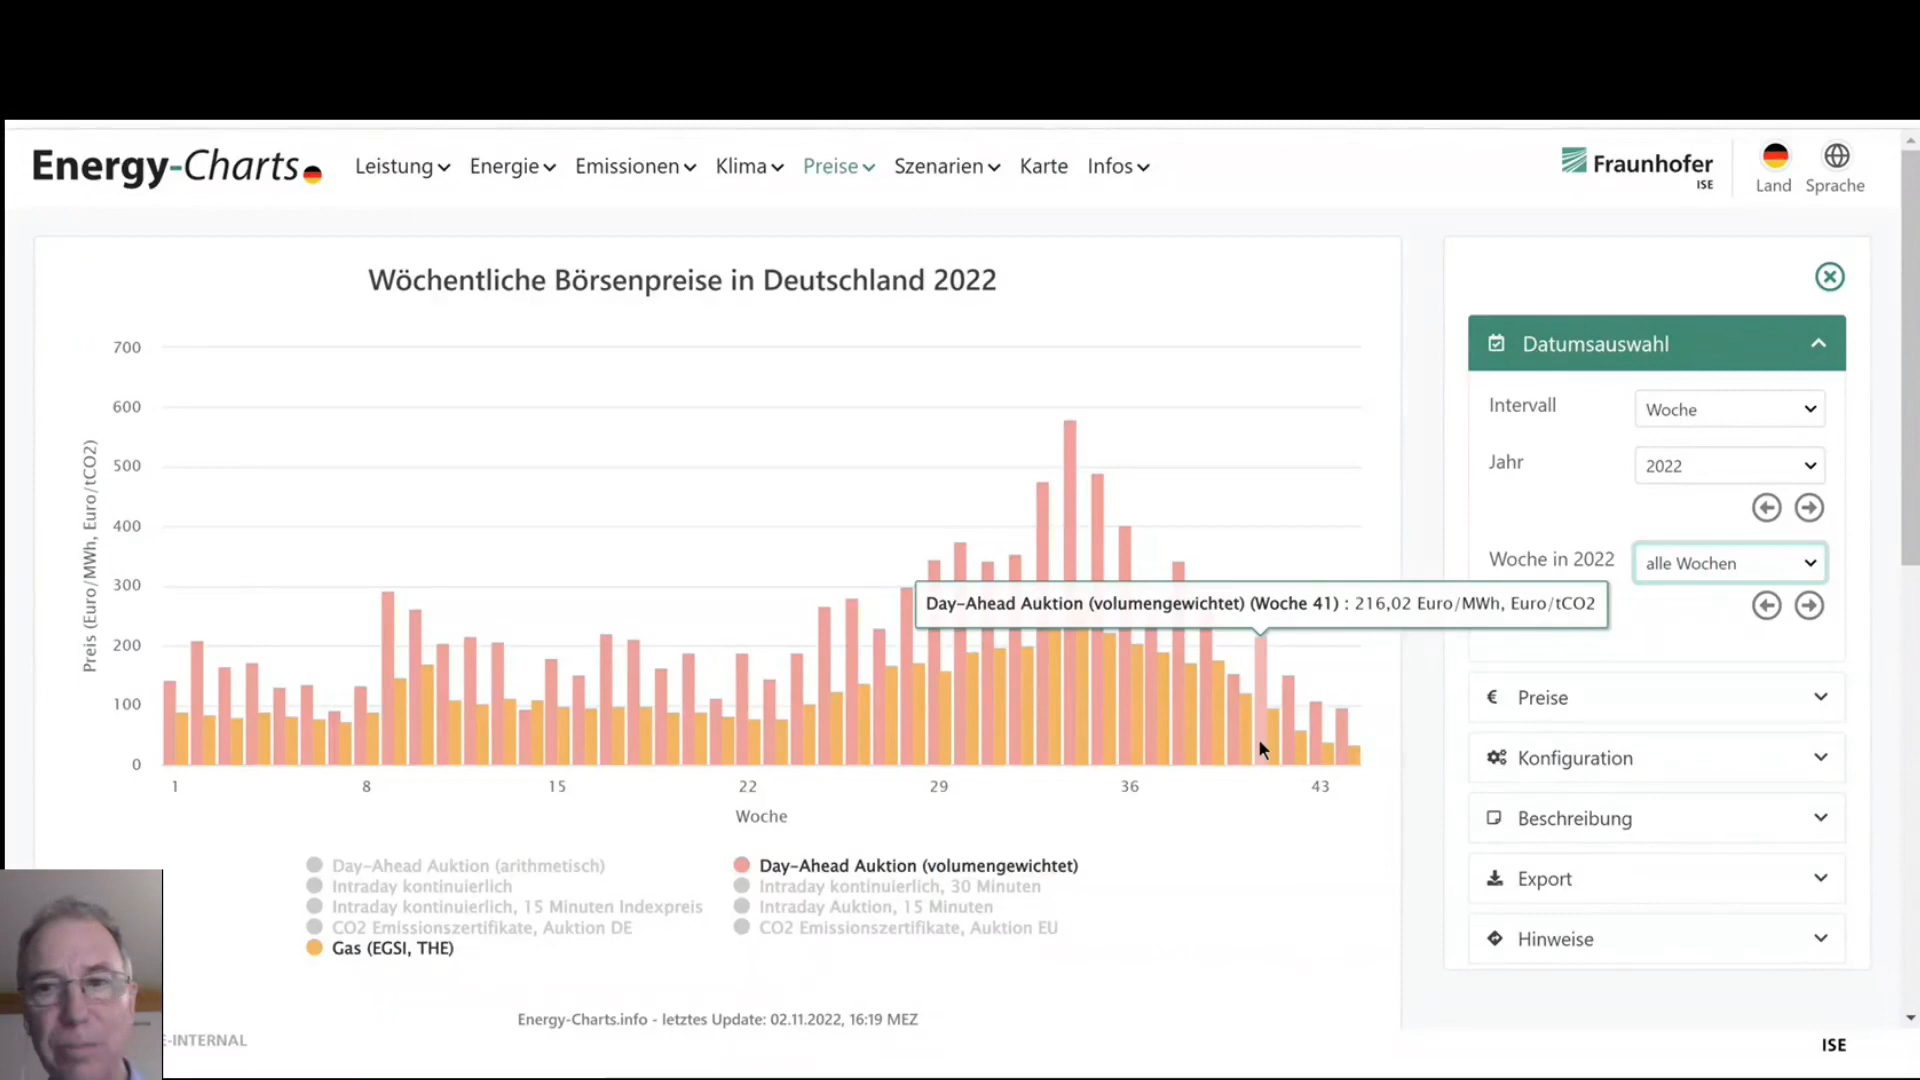 Energy-Charts
Leistung Energie Emissionen Klima Preise Szenarien Karte Infos
Fraunhofer
ISE
Land Sprache
Wöchentliche Börsenpreise in Deutschland 2022
Preis (Euro/MWh, Euro/tCO2)
700
600
500
400
300
200
100
0
1 8 15 22 29 36 43
Woche
Day-Ahead Auktion (volumengewichtet) (Woche 41) : 216,02 Euro/MWh, Euro/tCO2
Day-Ahead Auktion (arithmetisch) Day-Ahead Auktion (volumengewichtet)
Intraday kontinuierlich Intraday kontinuierlich, 30 Minuten
Intraday kontinuierlich, 15 Minuten Indexpreis Intraday Auktion, 15 Minuten
CO2 Emissionszertifikate, Auktion DE CO2 Emissionszertifikate, Auktion EU
Gas (EGSI, THE)
Energy-Charts.info - letztes Update: 02.11.2022, 16:19 MEZ
Datumsauswahl
Intervall Woche
Jahr 2022
Woche in 2022 alle Wochen
€ Preise
Konfiguration
Beschreibung
Export
Hinweise
E-INTERNAL
ISE